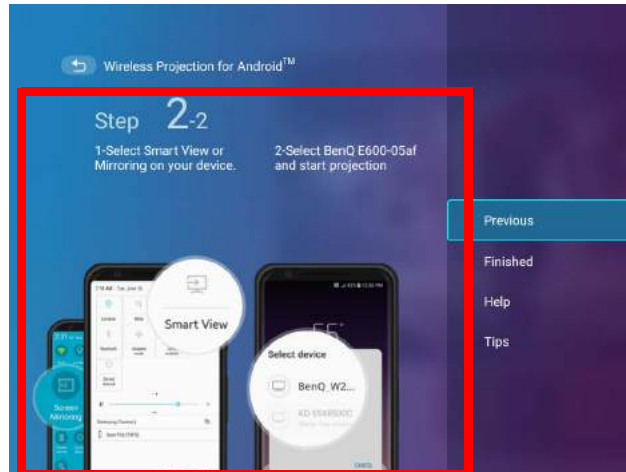 Wireless Projection for Android™
Step 2-2
1-Select Smart View or
Mirroring on your device.
2-Select BenQ E600-05af
and start projection
Previous
Finished
Help
Tips
Smart View
Select device
BenQ_W2...
Screen
Mirroring
CANCEL